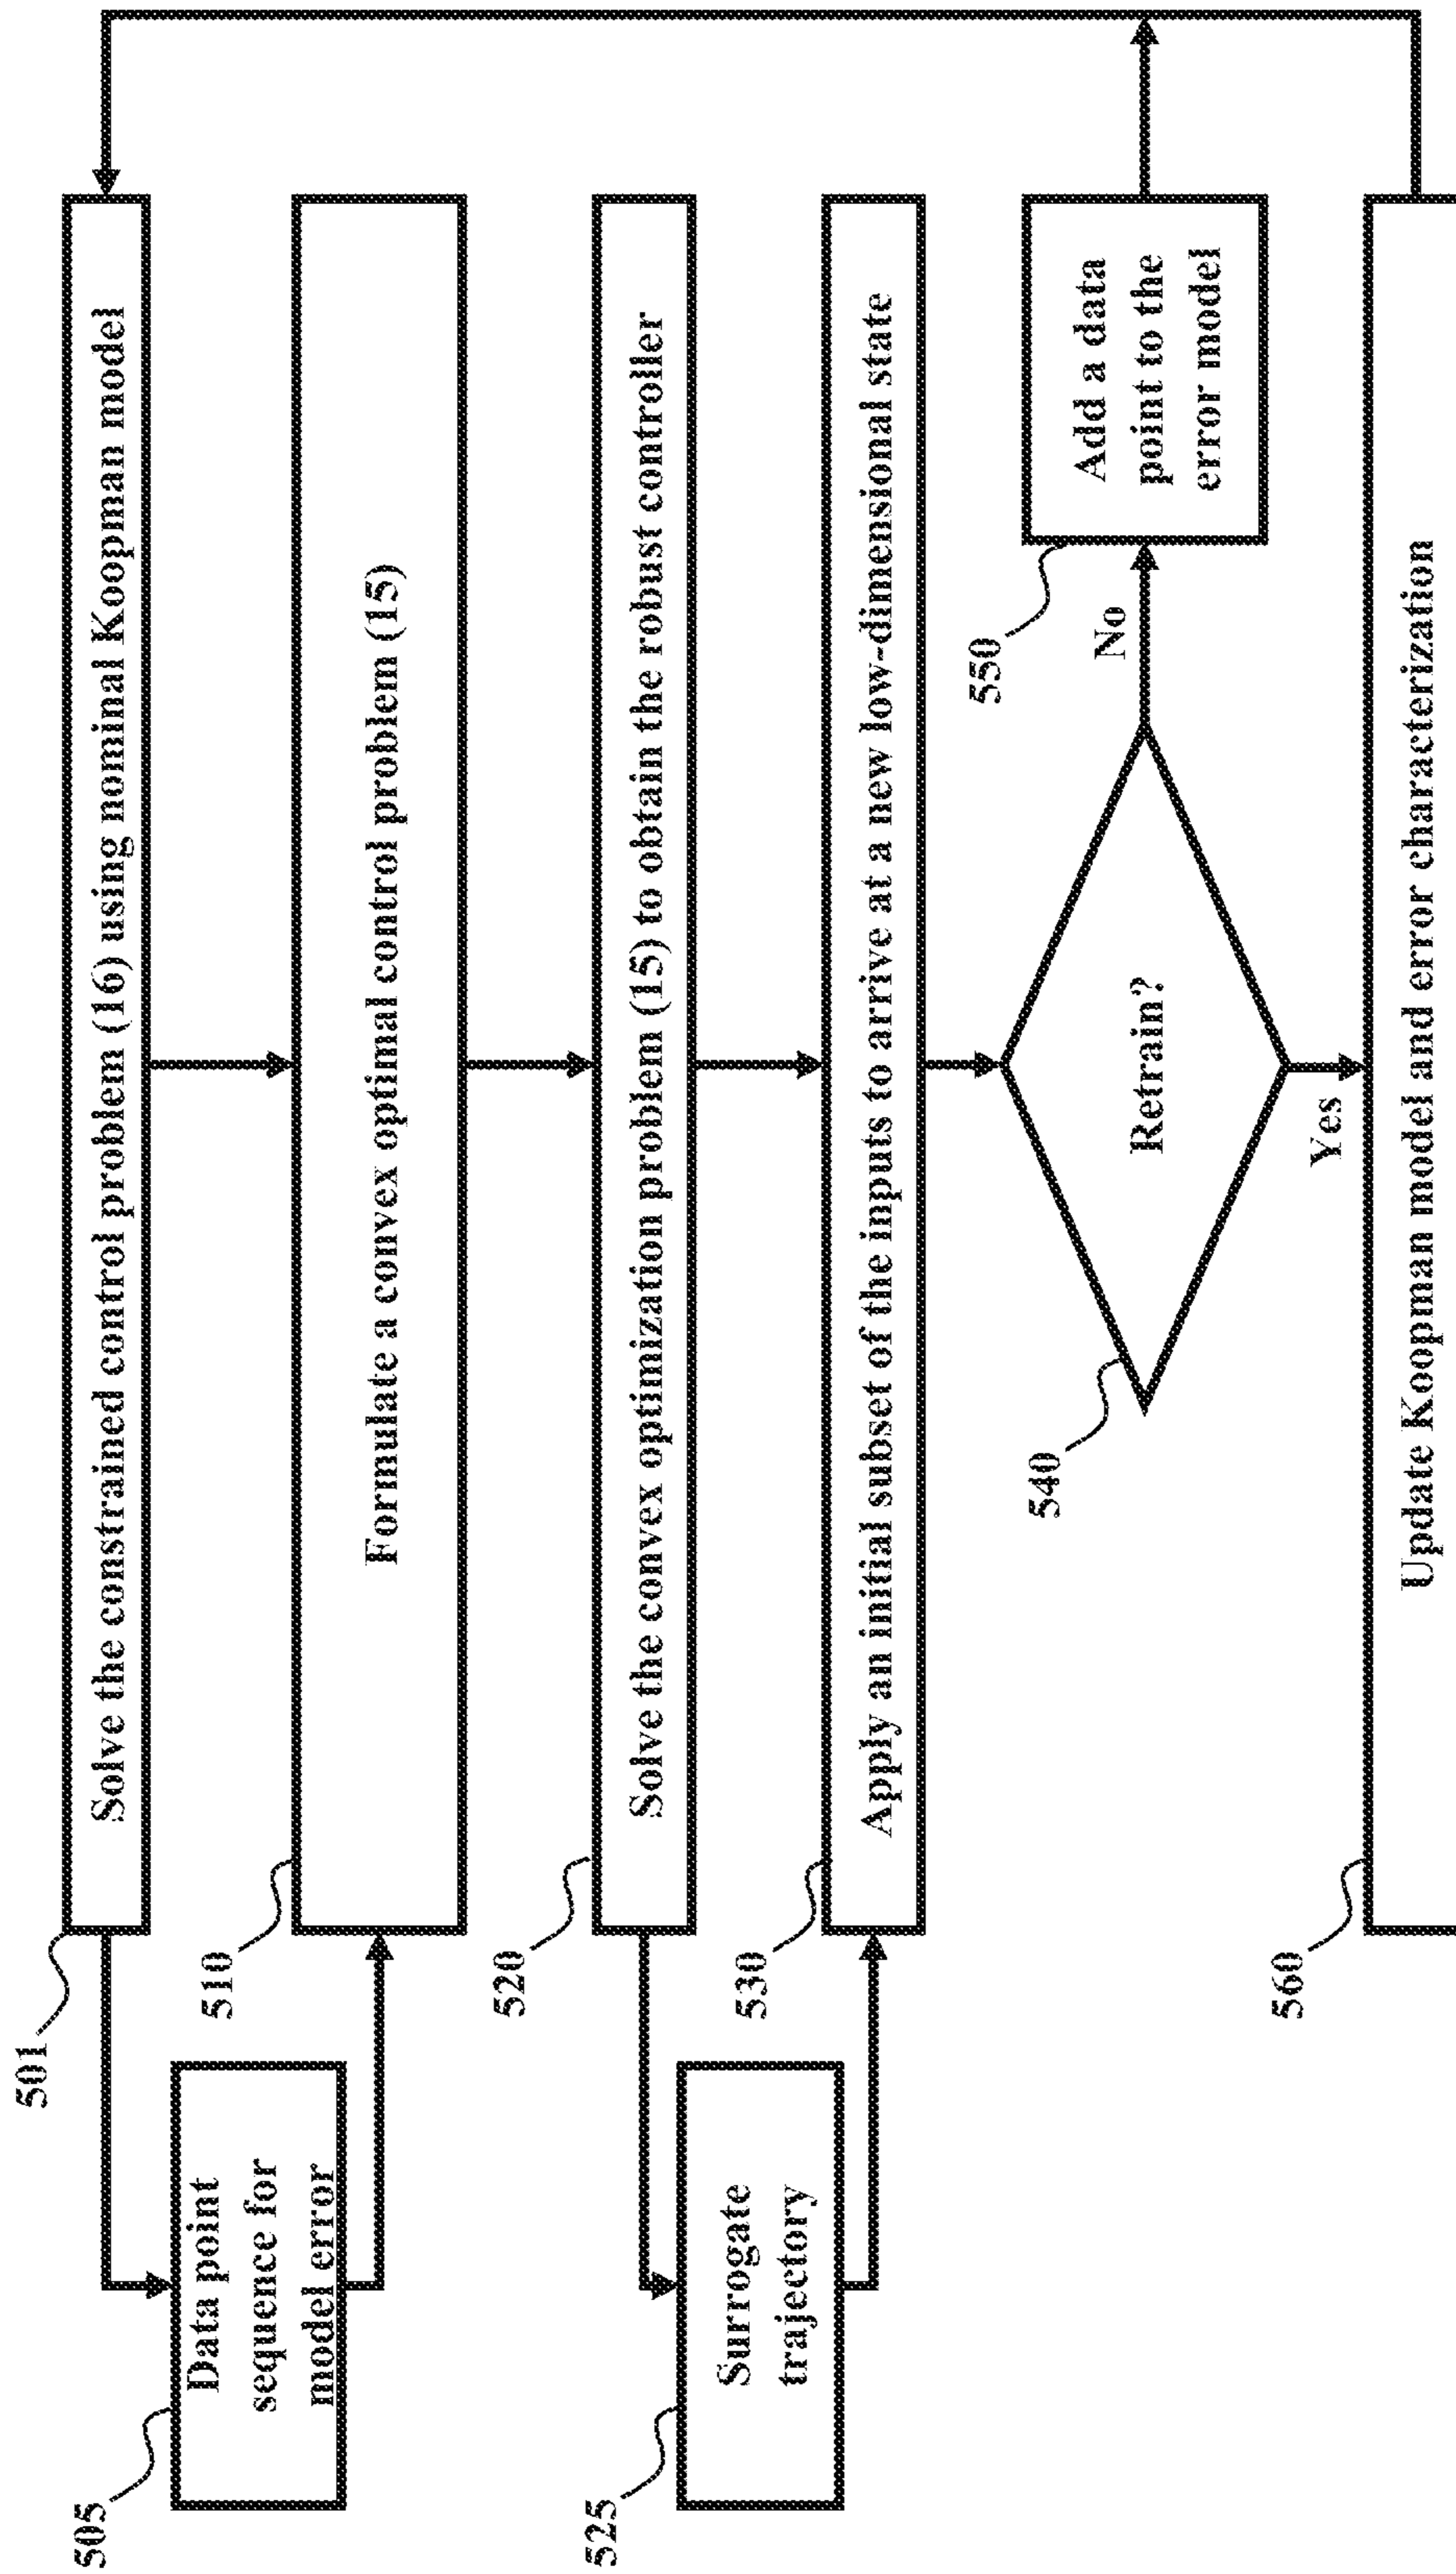 501
Solve the constrained control problem (16) using nominal Koopman model
505
Data point
sequence for
model error
510
Formulate a convex optimal control problem (15)
520
Solve the convex optimization problem (15) to obtain the robust controller
525
Surrogate
trajectory
530
Apply an initial subset of the inputs to arrive at a new low-dimensional state
540
Retrain?
No
550
Add a data
point to the
error model
Yes
560
Update Koopman model and error characterization